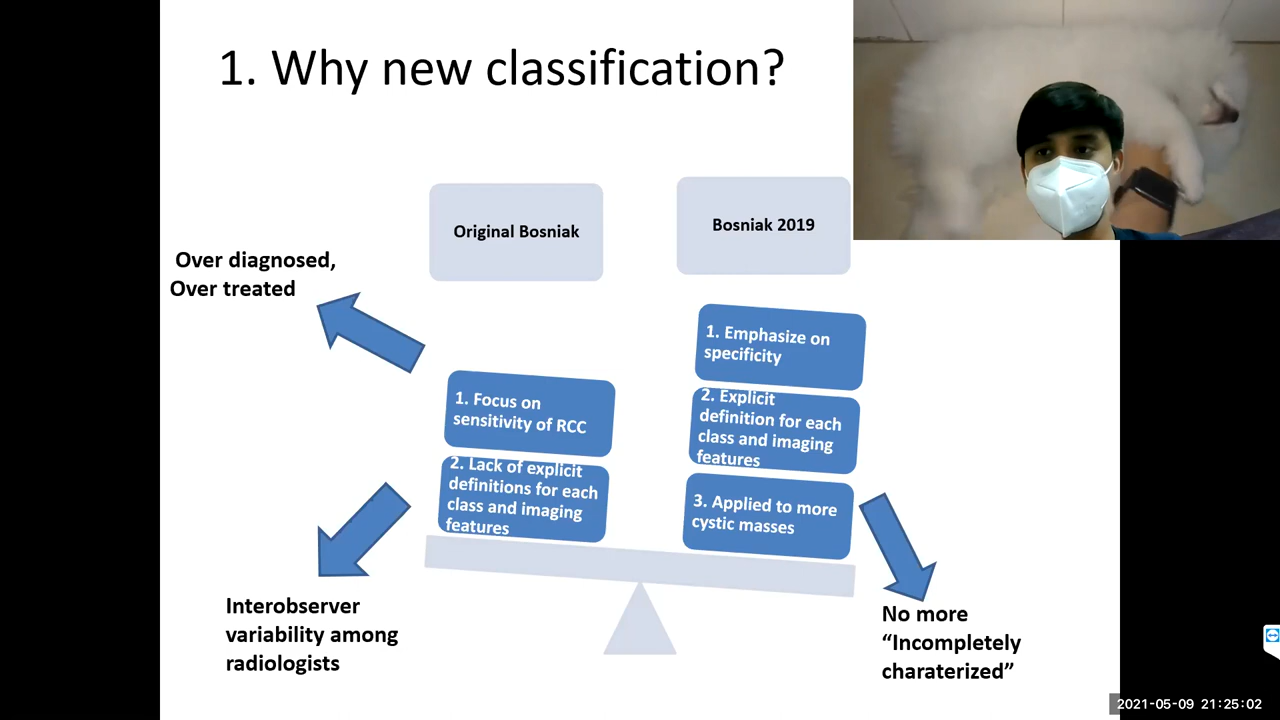 1. Why new classification?
Original Bosniak
Bosniak 2019
Over diagnosed,
Over treated
1. Focus on
sensitivity of RCC
2. Lack of explicit
definitions for each
class and imaging
features
1. Emphasize on
specificity
2. Explicit
definition for each
class and imaging
features
3. Applied to more
cystic masses
Interobserver
variability among
radiologists
No more
“Incompletely
charaterized”
2021-05-09 21:25:02